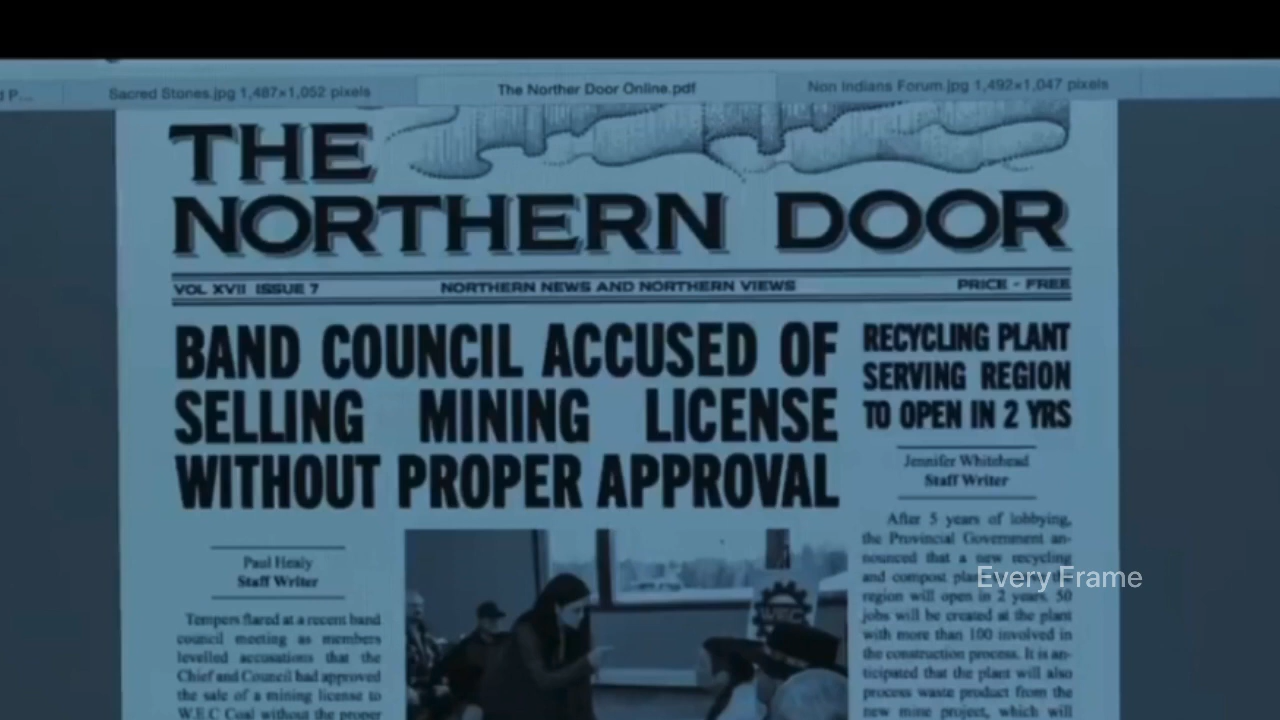 d P...
Sacred Stones.jpg 1,487×1,052 pixels
The Norther Door Online.pdf
Non Indians Forum.jpg 1,492×1,047 pixels
THE
NORTHERN DOOR
VOL XVII ISSUE 7
NORTHERN NEWS AND NORTHERN VIEWS
PRICE - FREE
BAND COUNCIL ACCUSED OF
SELLING MINING LICENSE
WITHOUT PROPER APPROVAL
Paul Healy
Staff Writer
Tempers flared at a recent band
council meeting as members
levelled accusations that the
Chief and Council had approved
the sale of a mining license to
W.E.C Coal without the proper
RECYCLING PLANT
SERVING REGION
TO OPEN IN 2 YRS
Jennifer Whitehead
Staff Writer
After 5 years of lobbying,
the Provincial Government an-
nounced that a new recycling
and compost
region will open in 2 years. 50
jobs will be created at the plant
with more than 100 involved in
the construction process. It is an-
ticipated that the plant will also
process waste product from the
new mine project, which will
Every Frame